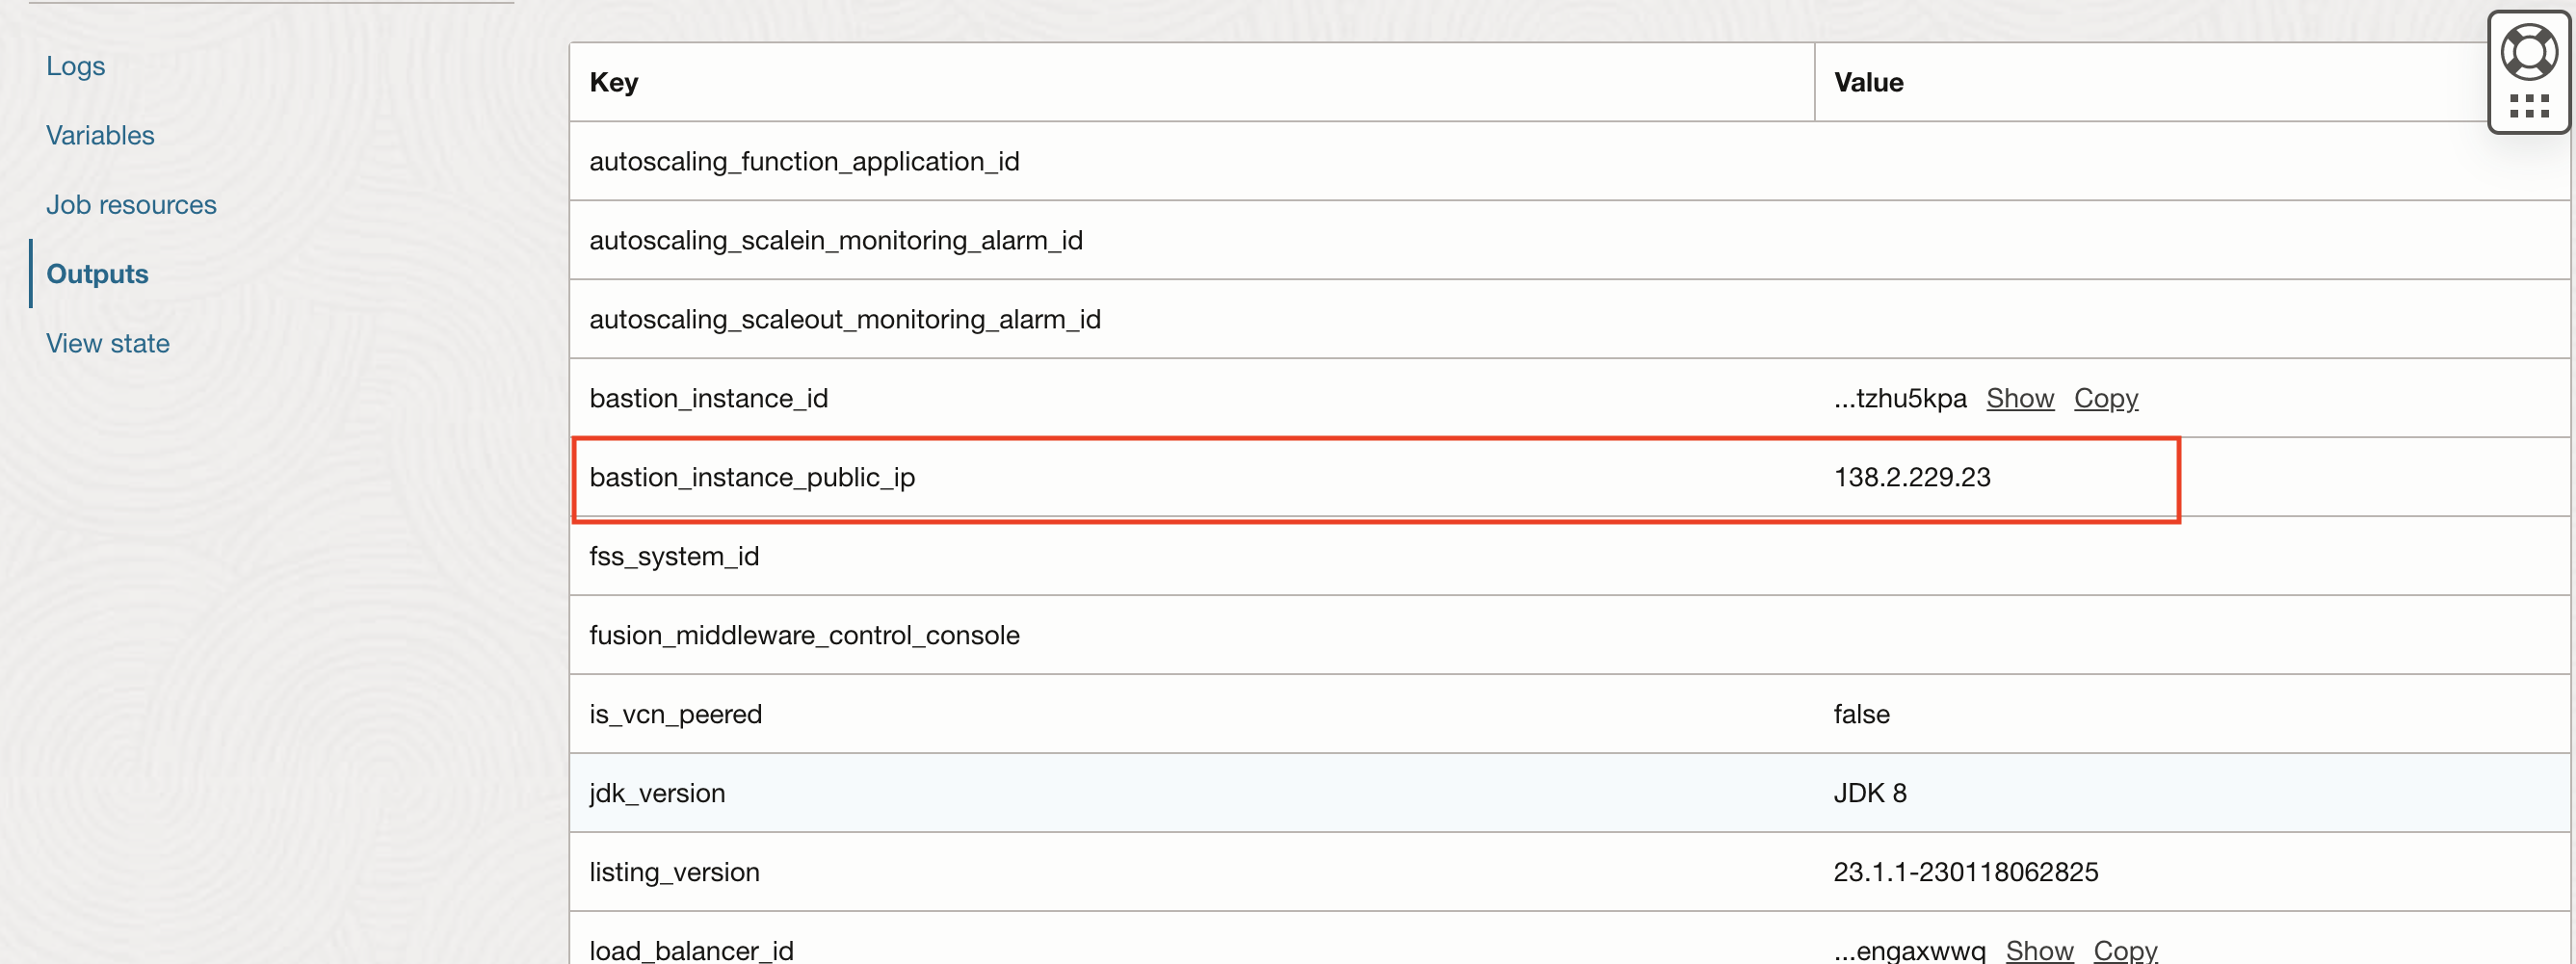 Logs
Variables
Job resources
Outputs
View state
Key Value
autoscaling_function_application_id
autoscaling_scalein_monitoring_alarm_id
autoscaling_scaleout_monitoring_alarm_id
bastion_instance_id ...tzhu5kpa Show Copy
bastion_instance_public_ip 138.2.229.23
fss_system_id
fusion_middleware_control_console
is_vcn_peered false
jdk_version JDK 8
listing_version 23.1.1-230118062825
load_balancer_id ...engaxwwq Show Copy